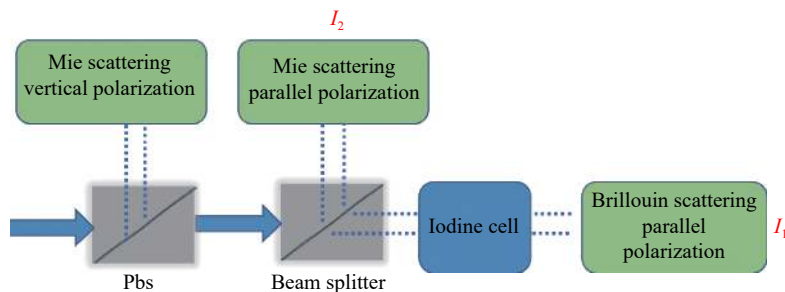 I2
Mie scattering
vertical polarization
Mie scattering
parallel polarization
Iodine cell
Brillouin scattering
parallel
polarization
I1
Pbs
Beam splitter